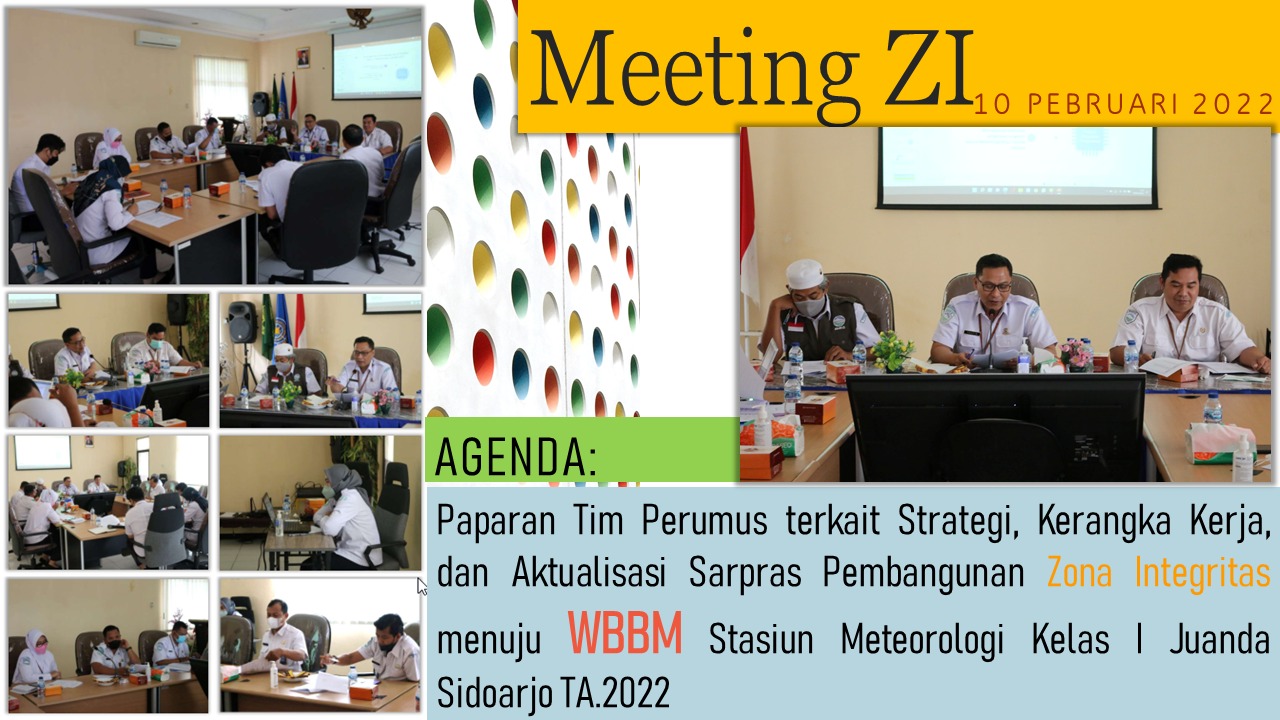 Meeting ZI
10 PEBRUARI 2022
AGENDA:
Paparan Tim Perumus terkait Strategi, Kerangka Kerja,
dan Aktualisasi Sarpras Pembangunan Zona Integritas
menuju WBBM Stasiun Meteorologi Kelas I Juanda
Sidoarjo TA.2022